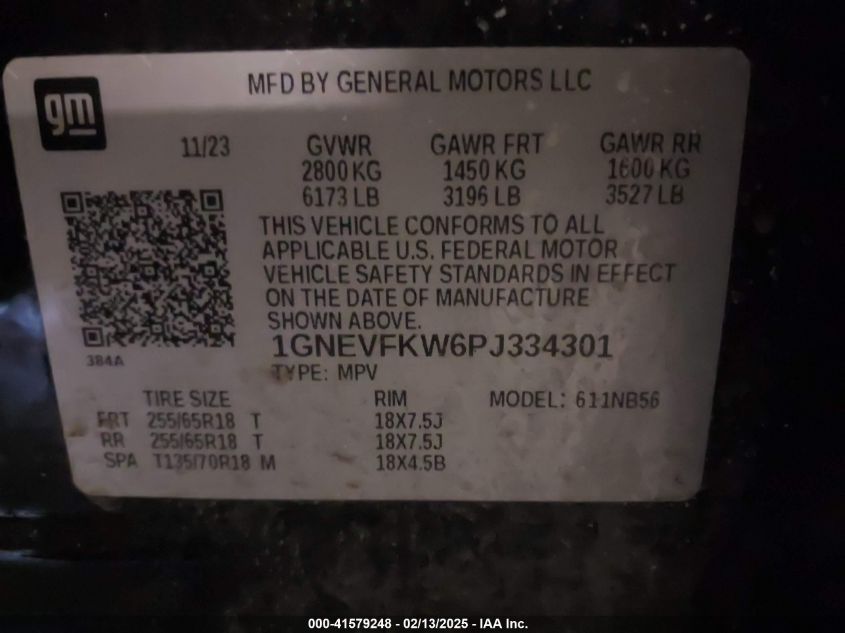 MFD BY GENERAL MOTORS LLC
gm
11/23 GVWR GAWR FRT GAWR RR
2800 KG 1450 KG 1600 KG
6173 LB 3196 LB 3527 LB
THIS VEHICLE CONFORMS TO ALL
APPLICABLE U.S. FEDERAL MOTOR
VEHICLE SAFETY STANDARDS IN EFFECT
ON THE DATE OF MANUFACTURE
SHOWN ABOVE.
384A
1GNEVFKW6PJ334301
TYPE: MPV
TIRE SIZE RIM MODEL: 611NB56
FRT 255/65R18 T 18X7.5J
RR 255/65R18 T 18X7.5J
SPA T135/70R18 M 18X4.5B
000-41579248 - 02/13/2025 - IAA Inc.